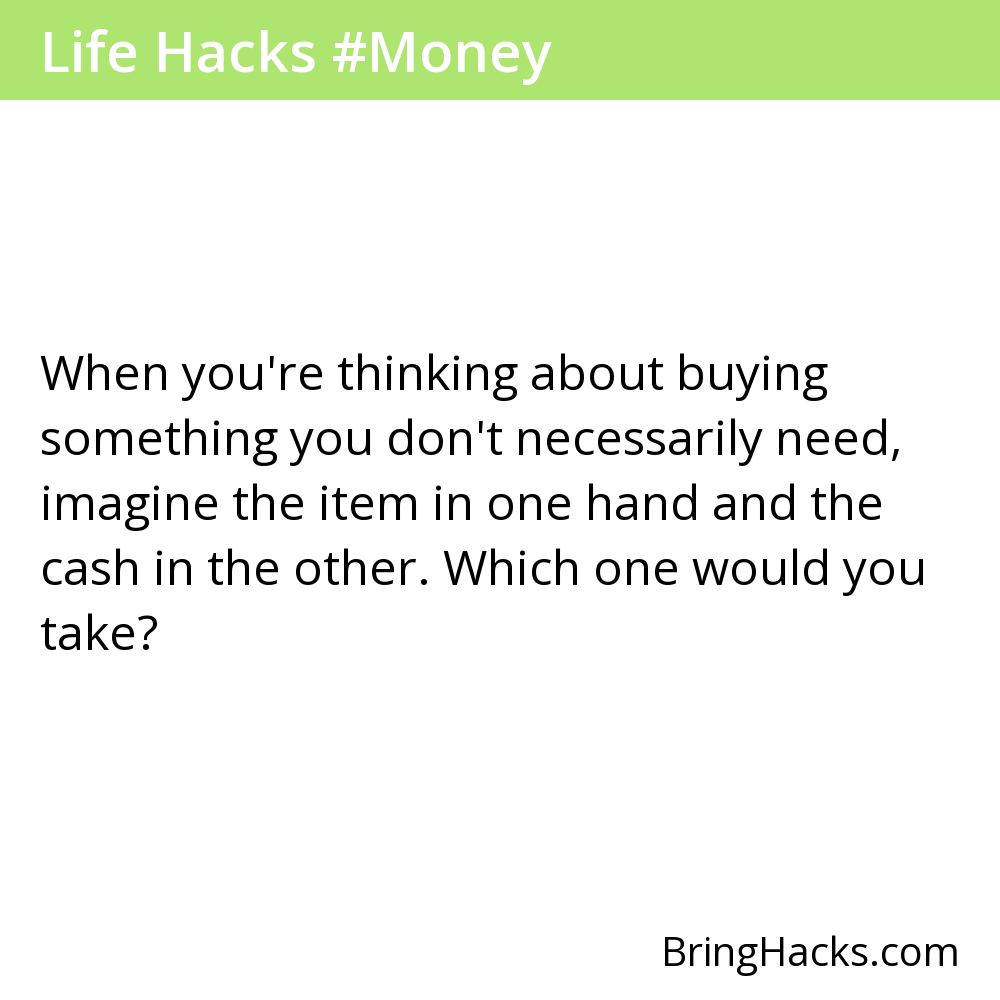 Life Hacks #Money
When you're thinking about buying
something you don't necessarily need,
imagine the item in one hand and the
cash in the other. Which one would you
take?
BringHacks.com